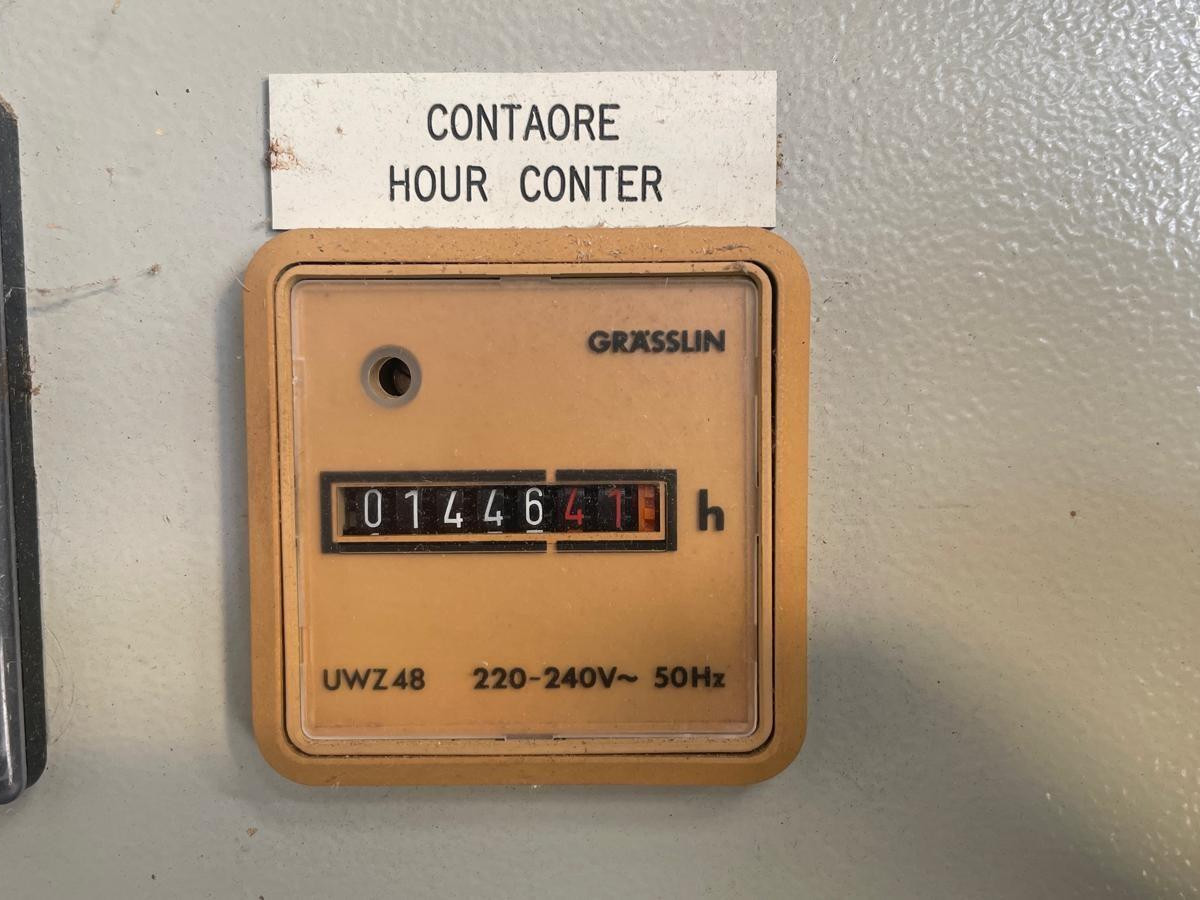 CONTAORE
HOUR CONTER
GRÄSSLIN
0144641 h
UWZ48 220-240V~ 50Hz